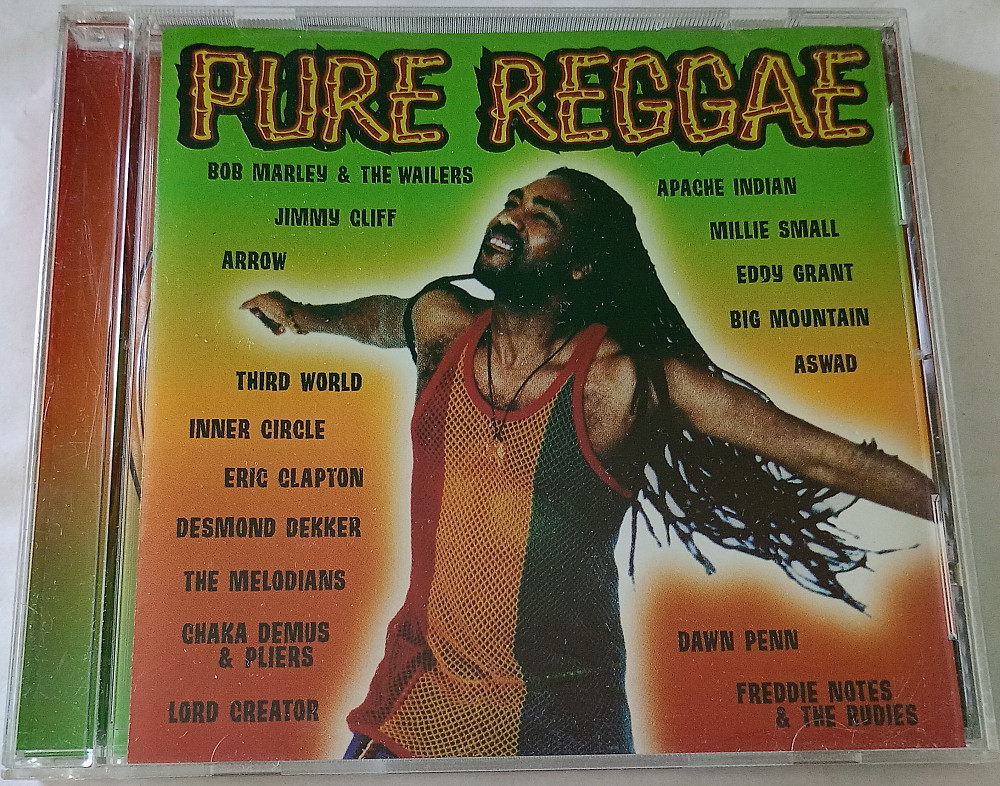 PURE REGGAE
BOB MARLEY & THE WAILERS
JIMMY CLIFF
ARROW
THIRD WORLD
INNER CIRCLE
ERIC CLAPTON
DESMOND DEKKER
THE MELODIANS
CHAKA DEMUS
& PLIERS
LORD CREATOR
APACHE INDIAN
MILLIE SMALL
EDDY GRANT
BIG MOUNTAIN
ASWAD
DAWN PENN
FREDDIE NOTES
& THE RUDIES